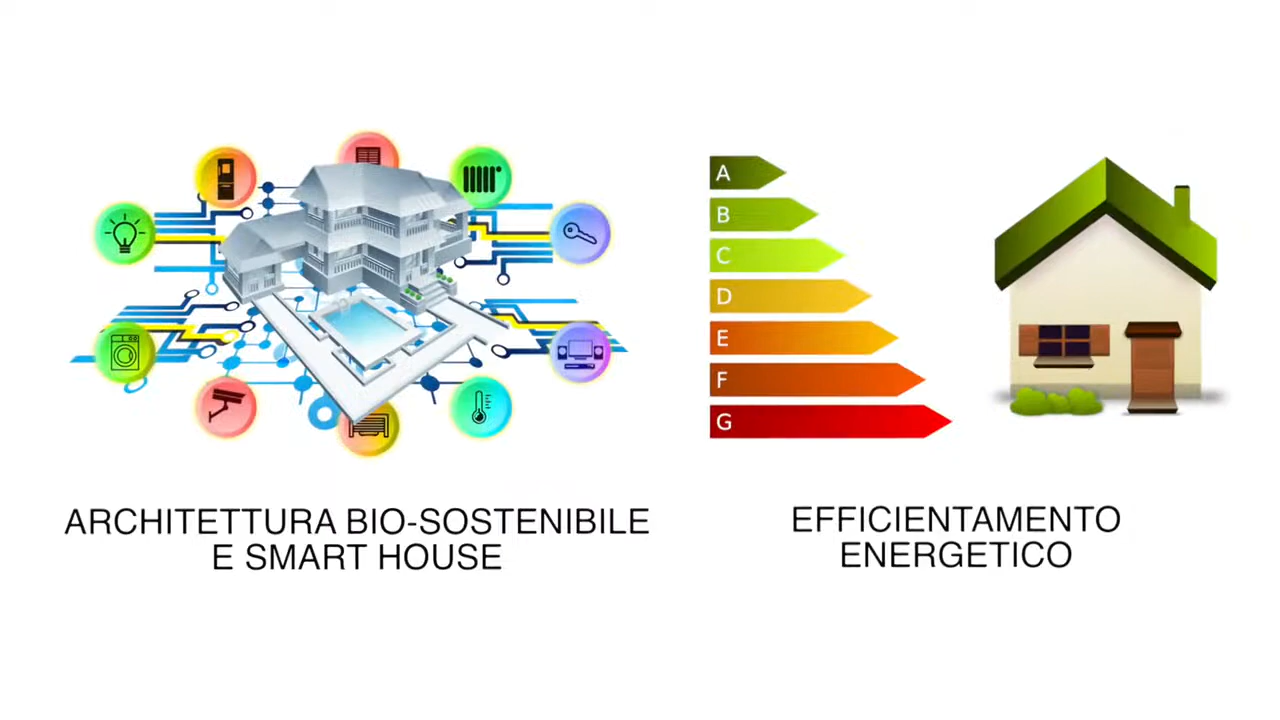 ARCHITETTURA BIO-SOSTENIBILE
E SMART HOUSE
A
B
C
D
E
F
G
EFFICIENTAMENTO
ENERGETICO